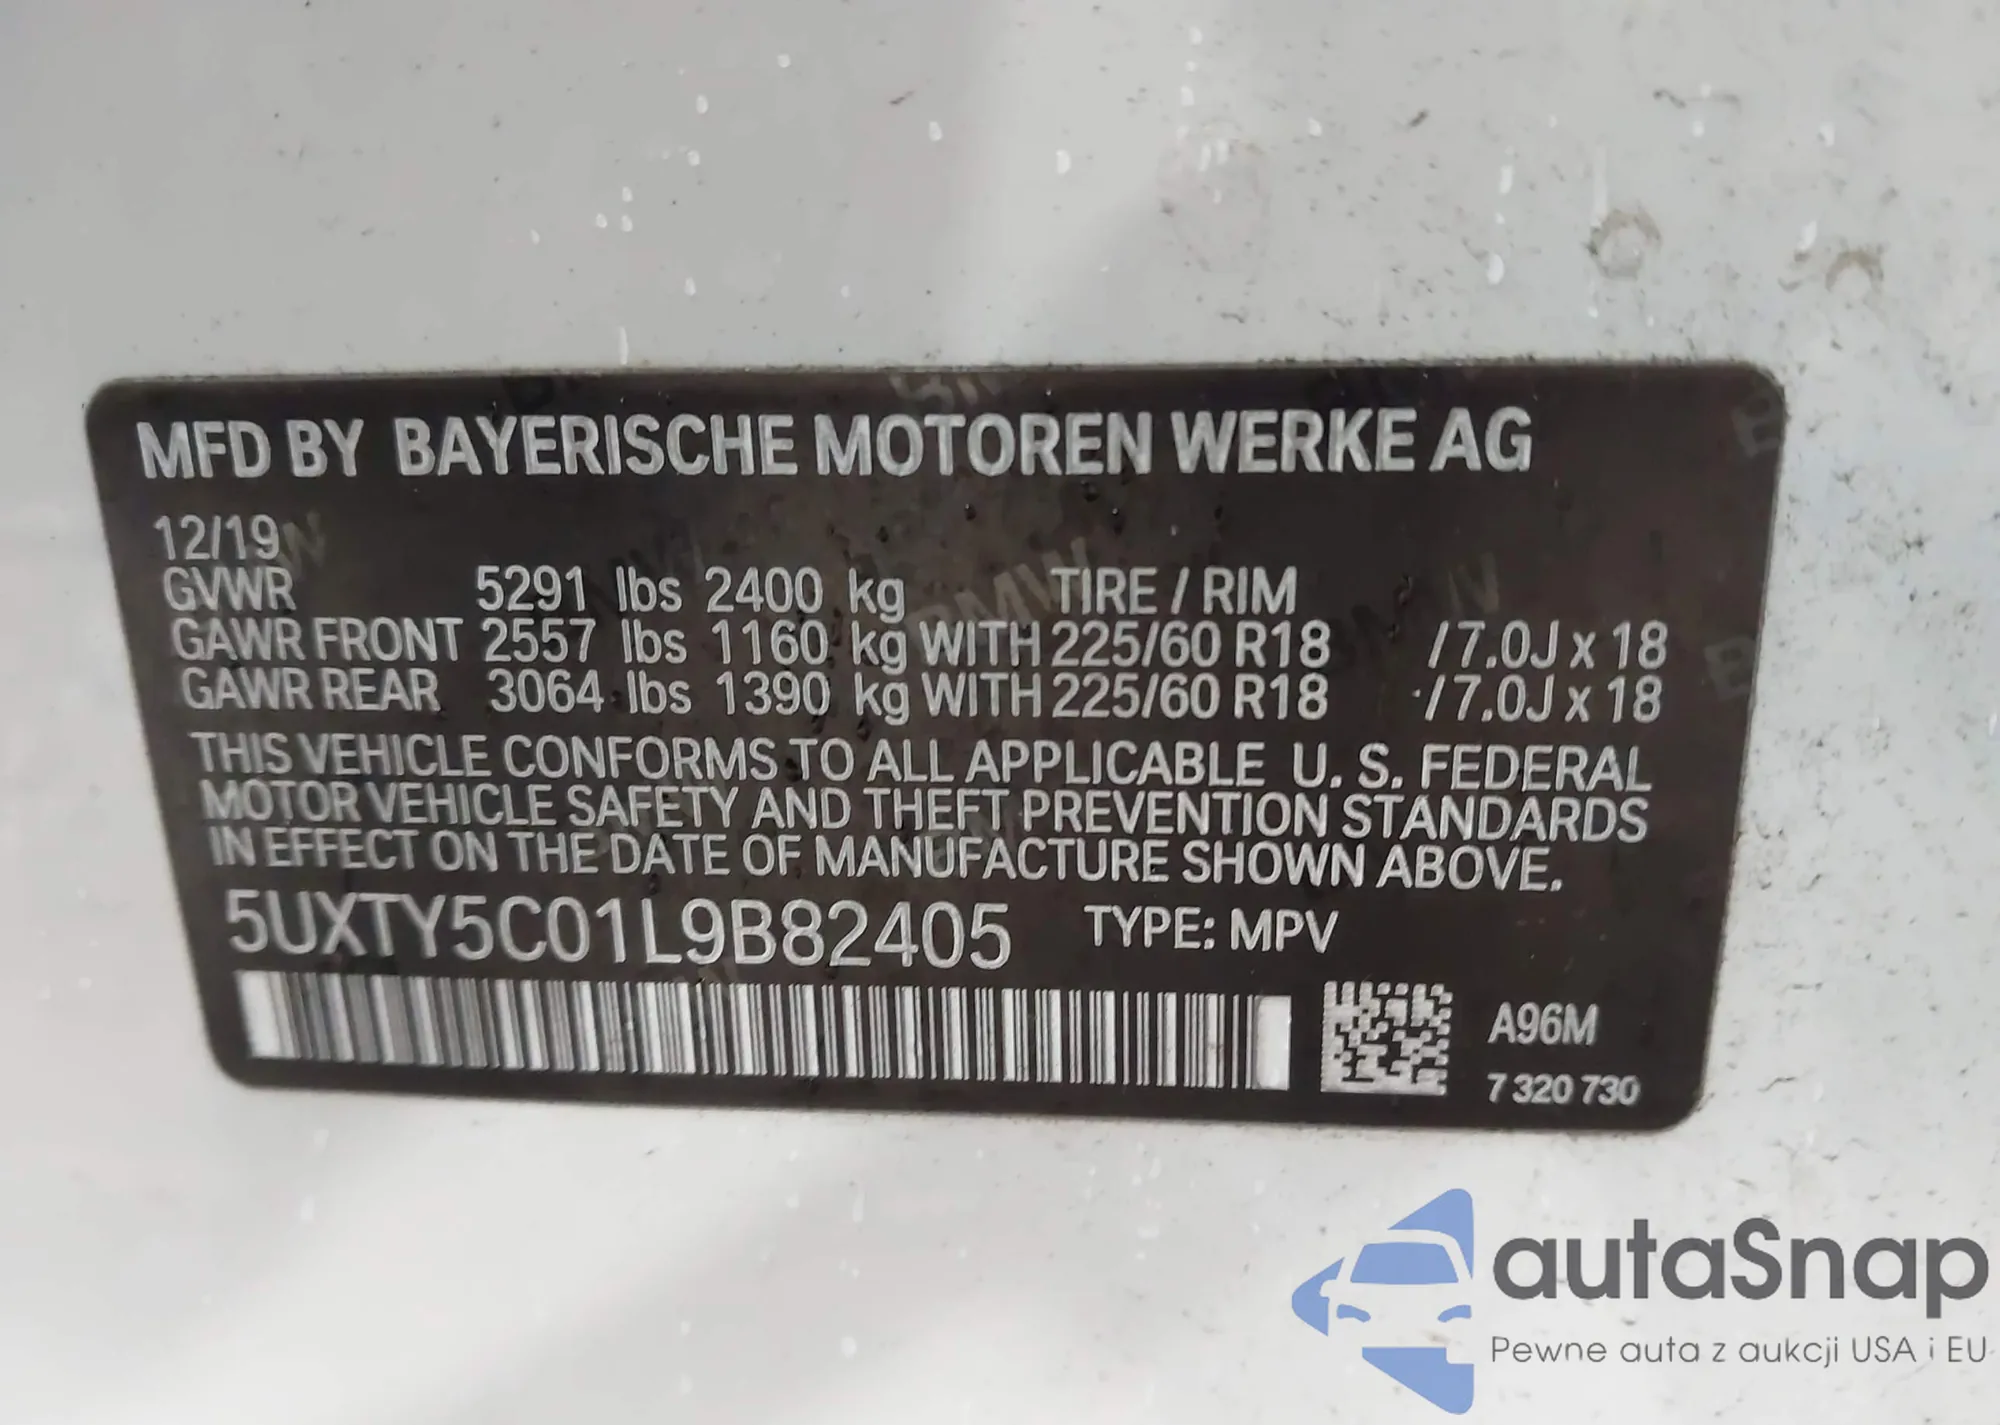 MFD BY BAYERISCHE MOTOREN WERKE AG
12/19
GVWR 5291 lbs 2400 kg TIRE / RIM
GAWR FRONT 2557 lbs 1160 kg WITH 225/60 R18 /7.0J x 18
GAWR REAR 3064 lbs 1390 kg WITH 225/60 R18 /7.0J x 18
THIS VEHICLE CONFORMS TO ALL APPLICABLE U. S. FEDERAL
MOTOR VEHICLE SAFETY AND THEFT PREVENTION STANDARDS
IN EFFECT ON THE DATE OF MANUFACTURE SHOWN ABOVE.
5UXTY5C01L9B82405 TYPE: MPV
A96M
7 320 730
autaSnap
Pewne auta z aukcji USA i EU